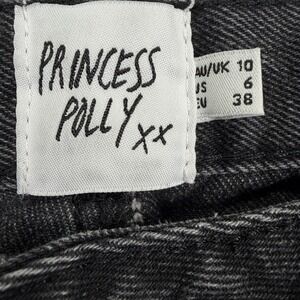 PRINCESS
POLLY xx
AU/UK 10
US 6
EU 38